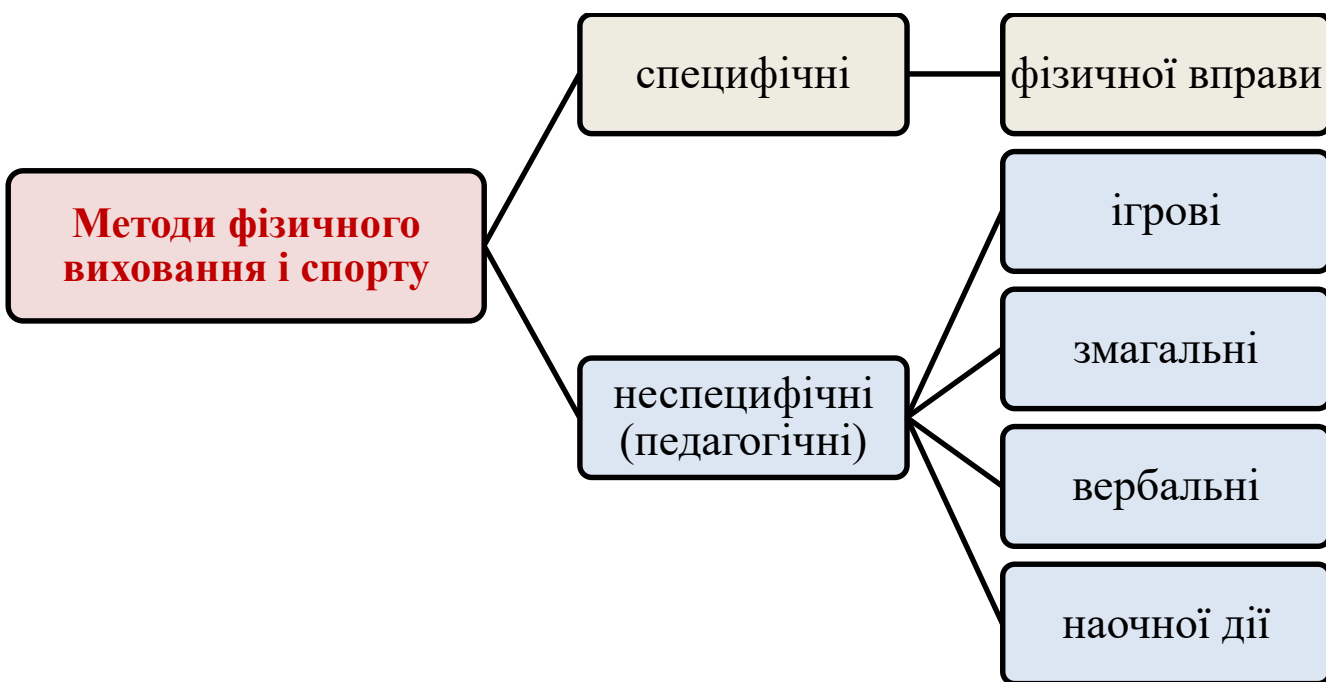 Методи фізичного
виховання і спорту
специфічні
фізичної вправи
неспецифічні
(педагогічні)
ігрові
змагальні
вербальні
наочної дії